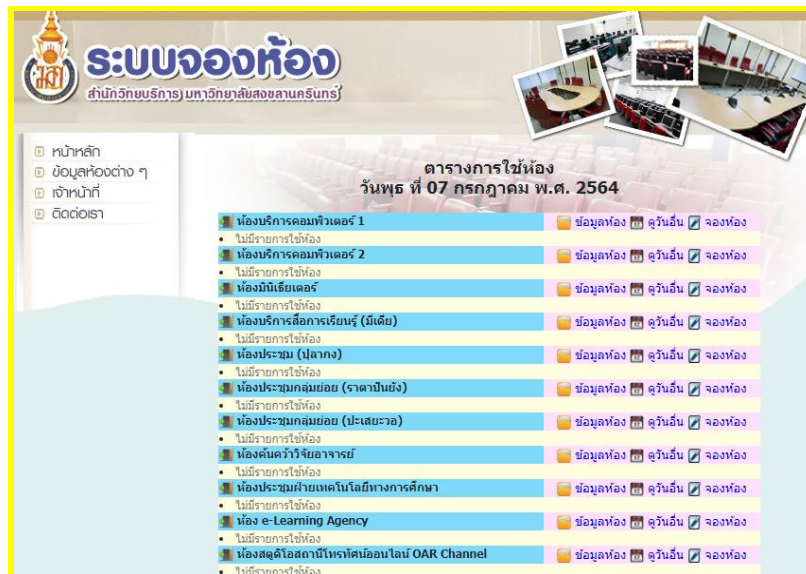 ระบบจองห้อง
สำนักวิทยบริการ มหาวิทยาลัยสงขลานครินทร์
หน้าหลัก
ข้อมูลห้องต่าง ๆ
เจ้าหน้าที่
ติดต่อเรา
ตารางการใช้ห้อง
วันพุธ ที่ 07 กรกฎาคม พ.ศ. 2564
ห้องบริการคอมพิวเตอร์ 1 ข้อมูลห้อง ดูวันอื่น จองห้อง
ไม่มีรายการใช้ห้อง
ห้องบริการคอมพิวเตอร์ 2 ข้อมูลห้อง ดูวันอื่น จองห้อง
ไม่มีรายการใช้ห้อง
ห้องมินิเธียเตอร์ ข้อมูลห้อง ดูวันอื่น จองห้อง
ไม่มีรายการใช้ห้อง
ห้องบริการสื่อการเรียนรู้ (มีเดีย) ข้อมูลห้อง ดูวันอื่น จองห้อง
ไม่มีรายการใช้ห้อง
ห้องประชุม (ปุลากง) ข้อมูลห้อง ดูวันอื่น จองห้อง
ไม่มีรายการใช้ห้อง
ห้องประชุมกลุ่มย่อย (ราตาปันยัง) ข้อมูลห้อง ดูวันอื่น จองห้อง
ไม่มีรายการใช้ห้อง
ห้องประชุมกลุ่มย่อย (ปะเสยะวอ) ข้อมูลห้อง ดูวันอื่น จองห้อง
ไม่มีรายการใช้ห้อง
ห้องค้นคว้าวิจัยอาจารย์ ข้อมูลห้อง ดูวันอื่น จองห้อง
ไม่มีรายการใช้ห้อง
ห้องประชุมฝ่ายเทคโนโลยีทางการศึกษา ข้อมูลห้อง ดูวันอื่น จองห้อง
ไม่มีรายการใช้ห้อง
ห้อง e-Learning Agency ข้อมูลห้อง ดูวันอื่น จองห้อง
ไม่มีรายการใช้ห้อง
ห้องสตูดิโอสถานีโทรทัศน์ออนไลน์ OAR Channel ข้อมูลห้อง ดูวันอื่น จองห้อง
ไม่มีรายการใช้ห้อง